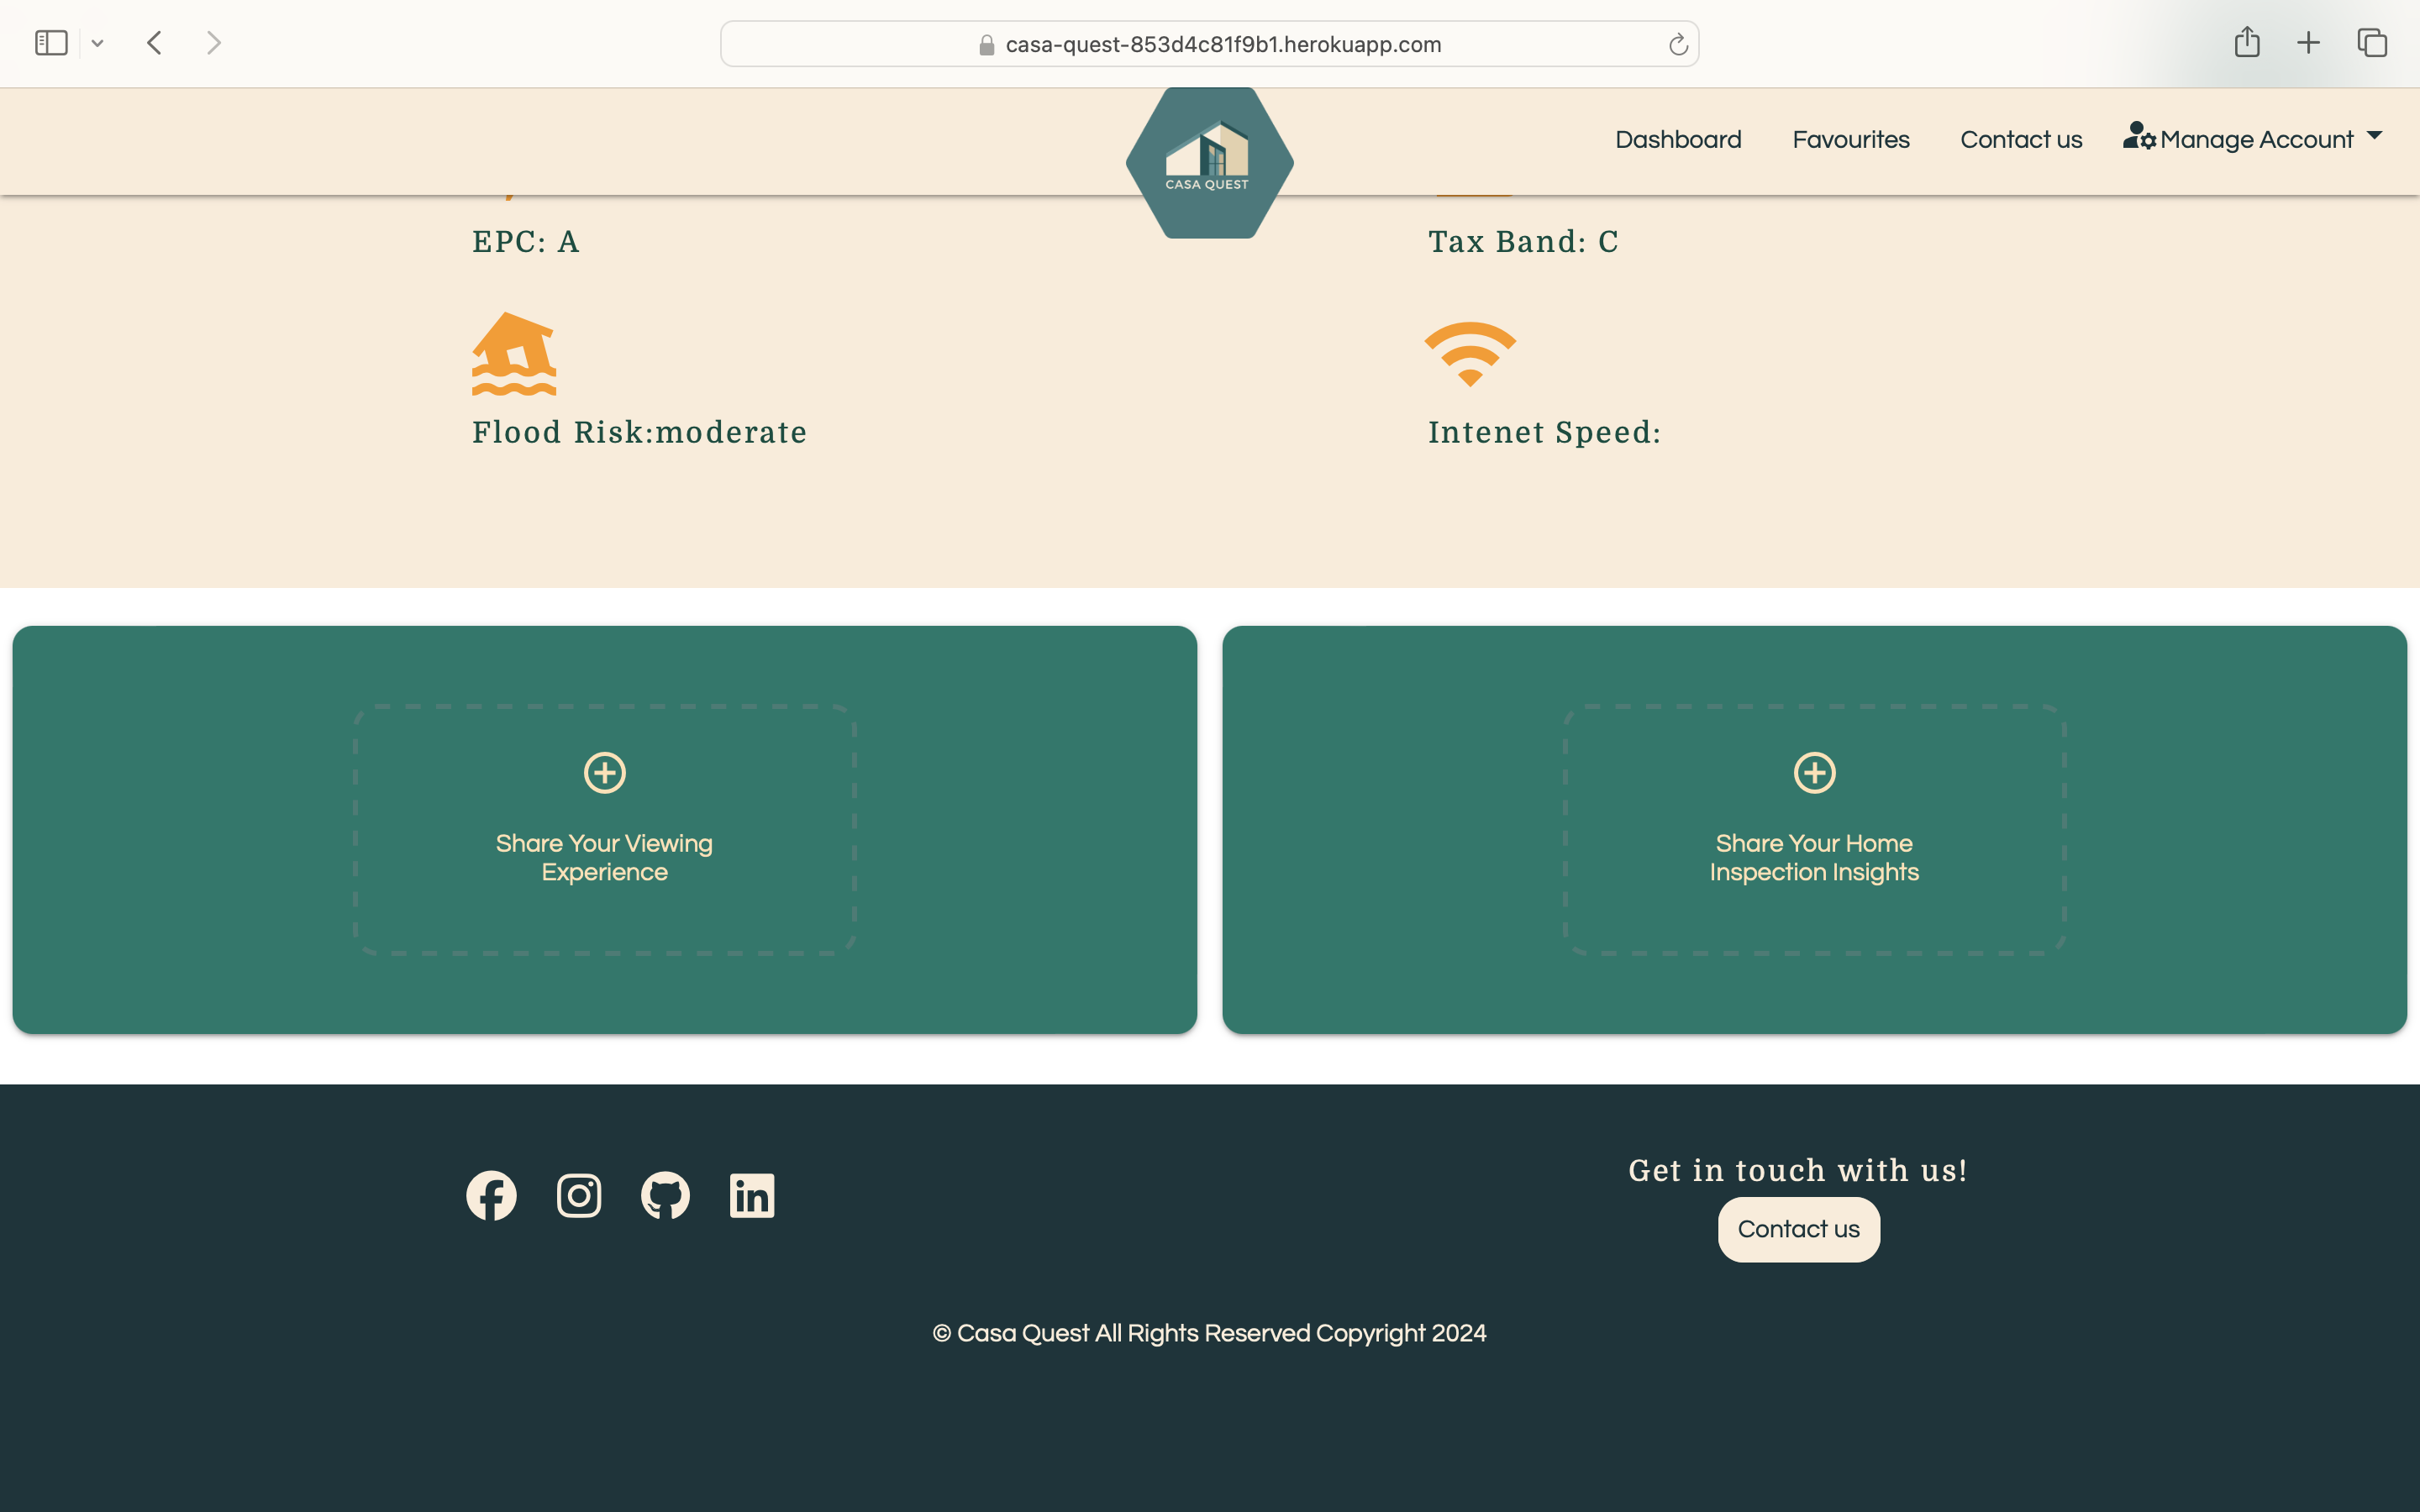 casa-quest-853d4c81f9b1.herokuapp.com
CASA QUEST
Dashboard Favourites Contact us Manage Account
EPC: A
Tax Band: C
Flood Risk:moderate
Intenet Speed:
Share Your Viewing
Experience
Share Your Home
Inspection Insights
Get in touch with us!
Contact us
© Casa Quest All Rights Reserved Copyright 2024